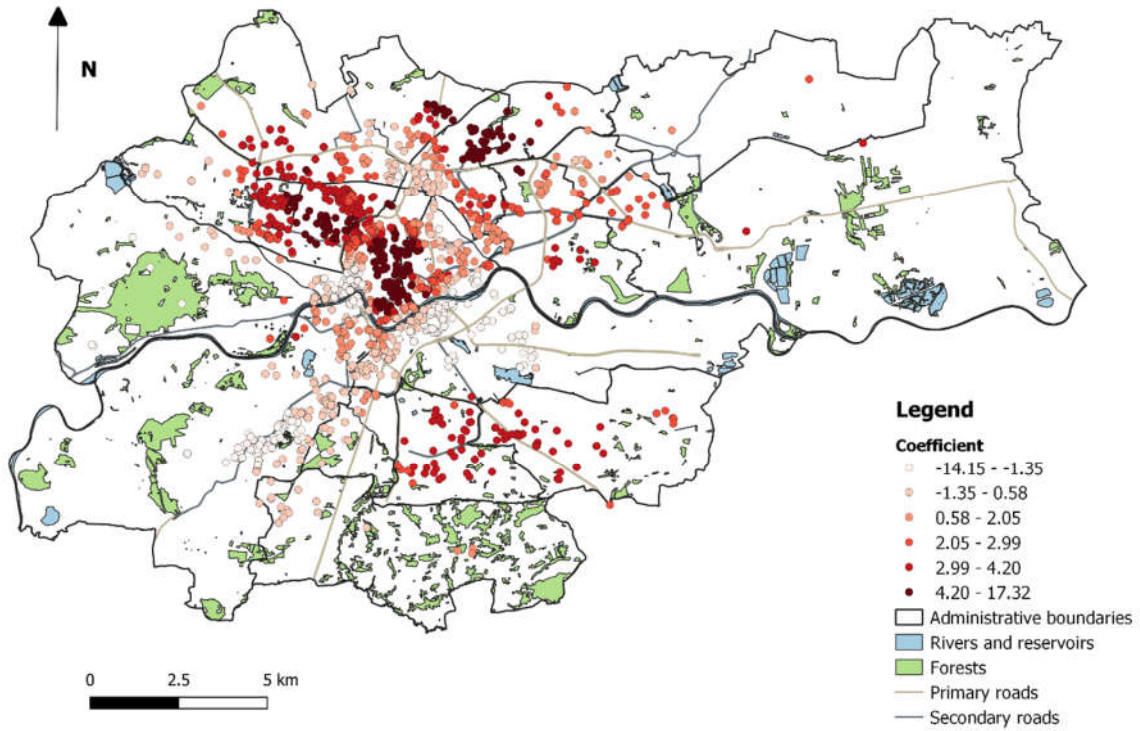 N
Legend
Coefficient
-14.15 - -1.35
-1.35 - 0.58
0.58 - 2.05
2.05 - 2.99
2.99 - 4.20
4.20 - 17.32
Administrative boundaries
Rivers and reservoirs
Forests
Primary roads
Secondary roads
0 2.5 5 km